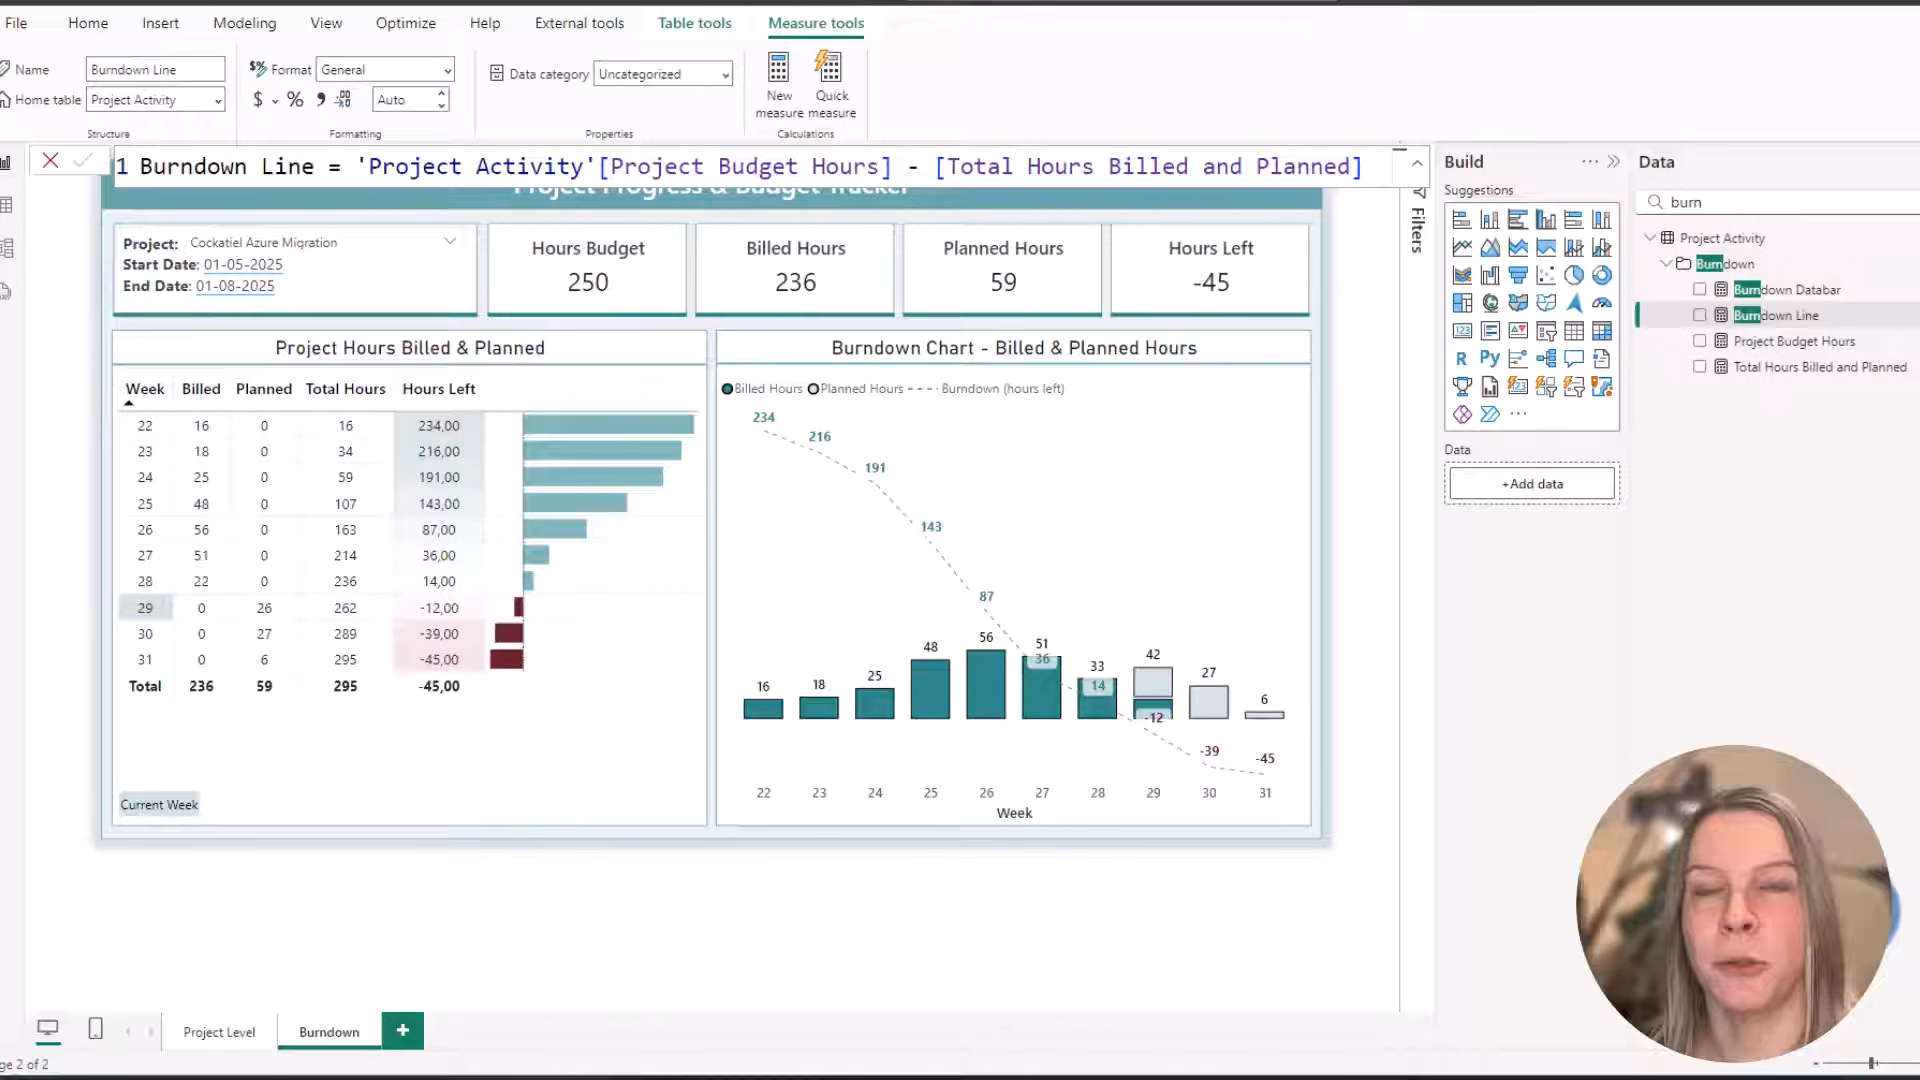 File Home Insert Modeling View Optimize Help External tools Table tools Measure tools
Name Burndown Line
Home table Project Activity
Structure
Format General
$ % Auto
Formatting
Data category Uncategorized
Properties
New measure
Quick measure
Calculations
1 Burndown Line = 'Project Activity'[Project Budget Hours] - [Total Hours Billed and Planned]
Project Progress & Budget Tracker
Project: Cockatiel Azure Migration
Start Date: 01-05-2025
End Date: 01-08-2025
Hours Budget
250
Billed Hours
236
Planned Hours
59
Hours Left
-45
Project Hours Billed & Planned
Week Billed Planned Total Hours Hours Left
22 16 0 16 234,00
23 18 0 34 216,00
24 25 0 59 191,00
25 48 0 107 143,00
26 56 0 163 87,00
27 51 0 214 36,00
28 22 0 236 14,00
29 0 26 262 -12,00
30 0 27 289 -39,00
31 0 6 295 -45,00
Total 236 59 295 -45,00
Current Week
Burndown Chart - Billed & Planned Hours
Billed Hours Planned Hours Burndown (hours left)
234
216
191
143
87
48 56 51
36
16 18 25 33 42 27 6
14
-12
-39
-45
22 23 24 25 26 27 28 29 30 31
Week
Filters
Build
Suggestions
R Py
123
Data
+Add data
Data
burn
Project Activity
Burndown
Burndown Databar
Burndown Line
Project Budget Hours
Total Hours Billed and Planned
Project Level Burndown
ge 2 of 2